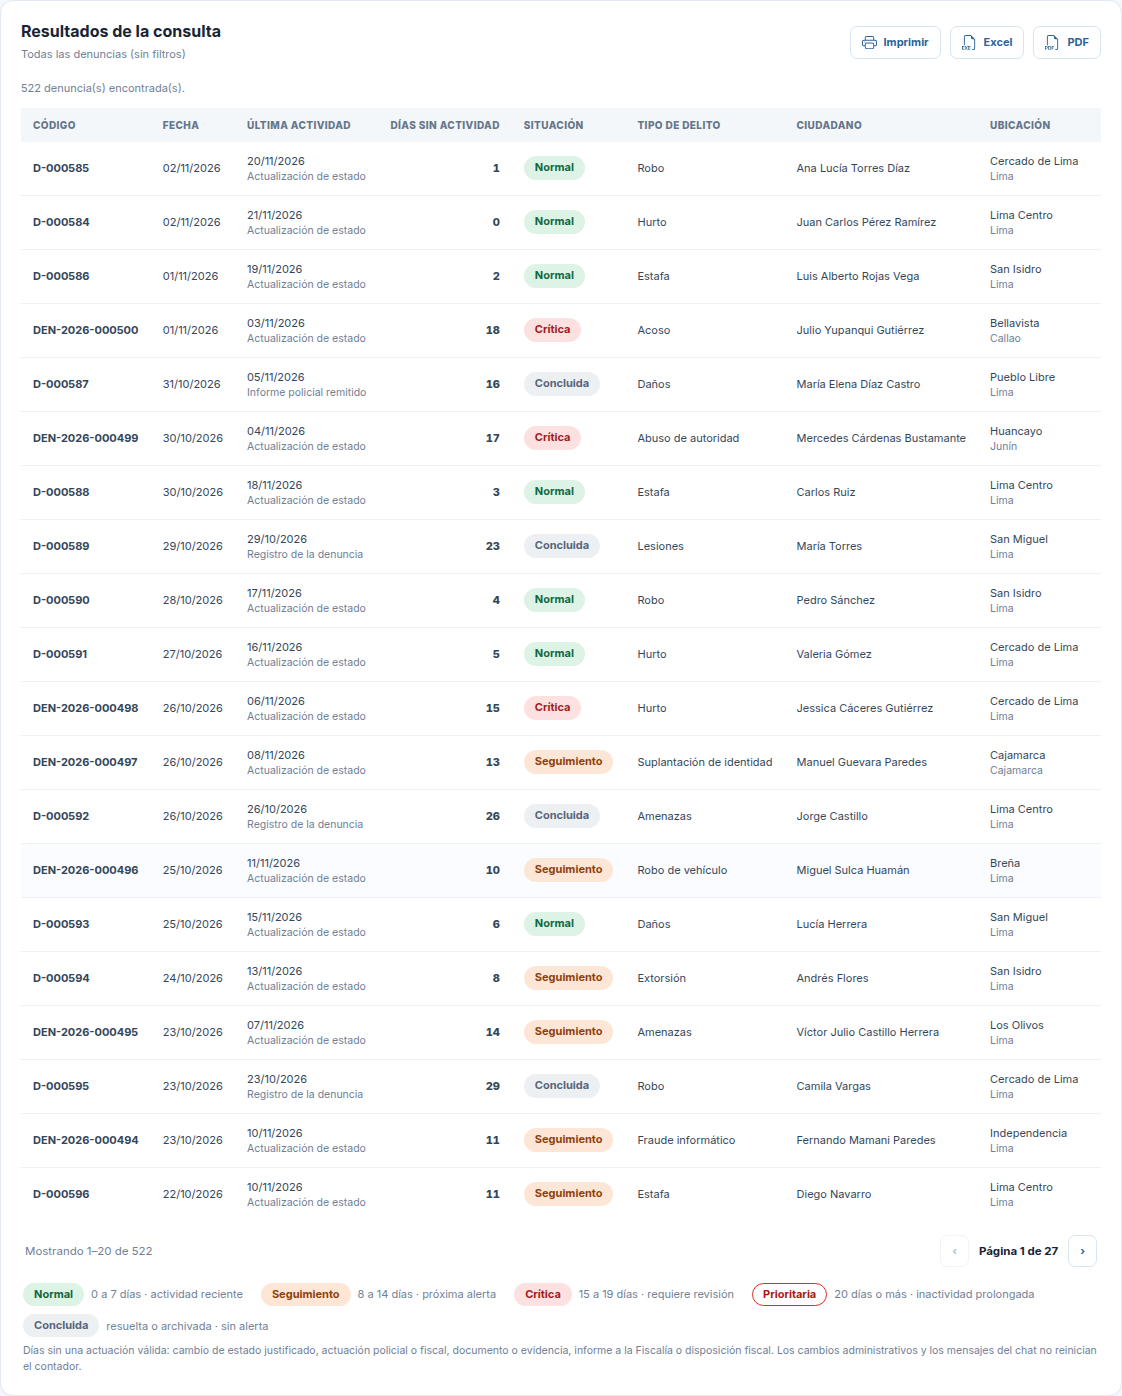 Resultados de la consulta
Todas las denuncias (sin filtros)
Imprimir
Excel
PDF
522 denuncia(s) encontrada(s).
CÓDIGO FECHA ÚLTIMA ACTIVIDAD DÍAS SIN ACTIVIDAD SITUACIÓN TIPO DE DELITO CIUDADANO UBICACIÓN
D-000585 02/11/2026 20/11/2026 Actualización de estado 1 Normal Robo Ana Lucía Torres Díaz Cercado de Lima Lima
D-000584 02/11/2026 21/11/2026 Actualización de estado 0 Normal Hurto Juan Carlos Pérez Ramírez Lima Centro Lima
D-000586 01/11/2026 19/11/2026 Actualización de estado 2 Normal Estafa Luis Alberto Rojas Vega San Isidro Lima
DEN-2026-000500 01/11/2026 03/11/2026 Actualización de estado 18 Crítica Acoso Julio Yupanqui Gutiérrez Bellavista Callao
D-000587 31/10/2026 05/11/2026 Informe policial remitido 16 Concluida Daños María Elena Díaz Castro Pueblo Libre Lima
DEN-2026-000499 30/10/2026 04/11/2026 Actualización de estado 17 Crítica Abuso de autoridad Mercedes Cárdenas Bustamante Huancayo Junín
D-000588 30/10/2026 18/11/2026 Actualización de estado 3 Normal Estafa Carlos Ruiz Lima Centro Lima
D-000589 29/10/2026 29/10/2026 Registro de la denuncia 23 Concluida Lesiones María Torres San Miguel Lima
D-000590 28/10/2026 17/11/2026 Actualización de estado 4 Normal Robo Pedro Sánchez San Isidro Lima
D-000591 27/10/2026 16/11/2026 Actualización de estado 5 Normal Hurto Valeria Gómez Cercado de Lima Lima
DEN-2026-000498 26/10/2026 06/11/2026 Actualización de estado 15 Crítica Hurto Jessica Cáceres Gutiérrez Cercado de Lima Lima
DEN-2026-000497 26/10/2026 08/11/2026 Actualización de estado 13 Seguimiento Suplantación de identidad Manuel Guevara Paredes Cajamarca Cajamarca
D-000592 26/10/2026 26/10/2026 Registro de la denuncia 26 Concluida Amenazas Jorge Castillo Lima Centro Lima
DEN-2026-000496 25/10/2026 11/11/2026 Actualización de estado 10 Seguimiento Robo de vehículo Miguel Sulca Huamán Breña Lima
D-000593 25/10/2026 15/11/2026 Actualización de estado 6 Normal Daños Lucía Herrera San Miguel Lima
D-000594 24/10/2026 13/11/2026 Actualización de estado 8 Seguimiento Extorsión Andrés Flores San Isidro Lima
DEN-2026-000495 23/10/2026 07/11/2026 Actualización de estado 14 Seguimiento Amenazas Víctor Julio Castillo Herrera Los Olivos Lima
D-000595 23/10/2026 23/10/2026 Registro de la denuncia 29 Concluida Robo Camila Vargas Cercado de Lima Lima
DEN-2026-000494 23/10/2026 10/11/2026 Actualización de estado 11 Seguimiento Fraude informático Fernando Mamani Paredes Independencia Lima
D-000596 22/10/2026 10/11/2026 Actualización de estado 11 Seguimiento Estafa Diego Navarro Lima Centro Lima
Mostrando 1–20 de 522
‹ Página 1 de 27 ›
Normal 0 a 7 días · actividad reciente Seguimiento 8 a 14 días · próxima alerta Crítica 15 a 19 días · requiere revisión Prioritaria 20 días o más · inactividad prolongada
Concluida resuelta o archivada · sin alerta
Días sin una actuación válida: cambio de estado justificado, actuación policial o fiscal, documento o evidencia, informe a la Fiscalía o disposición fiscal. Los cambios administrativos y los mensajes del chat no reinician
el contador.